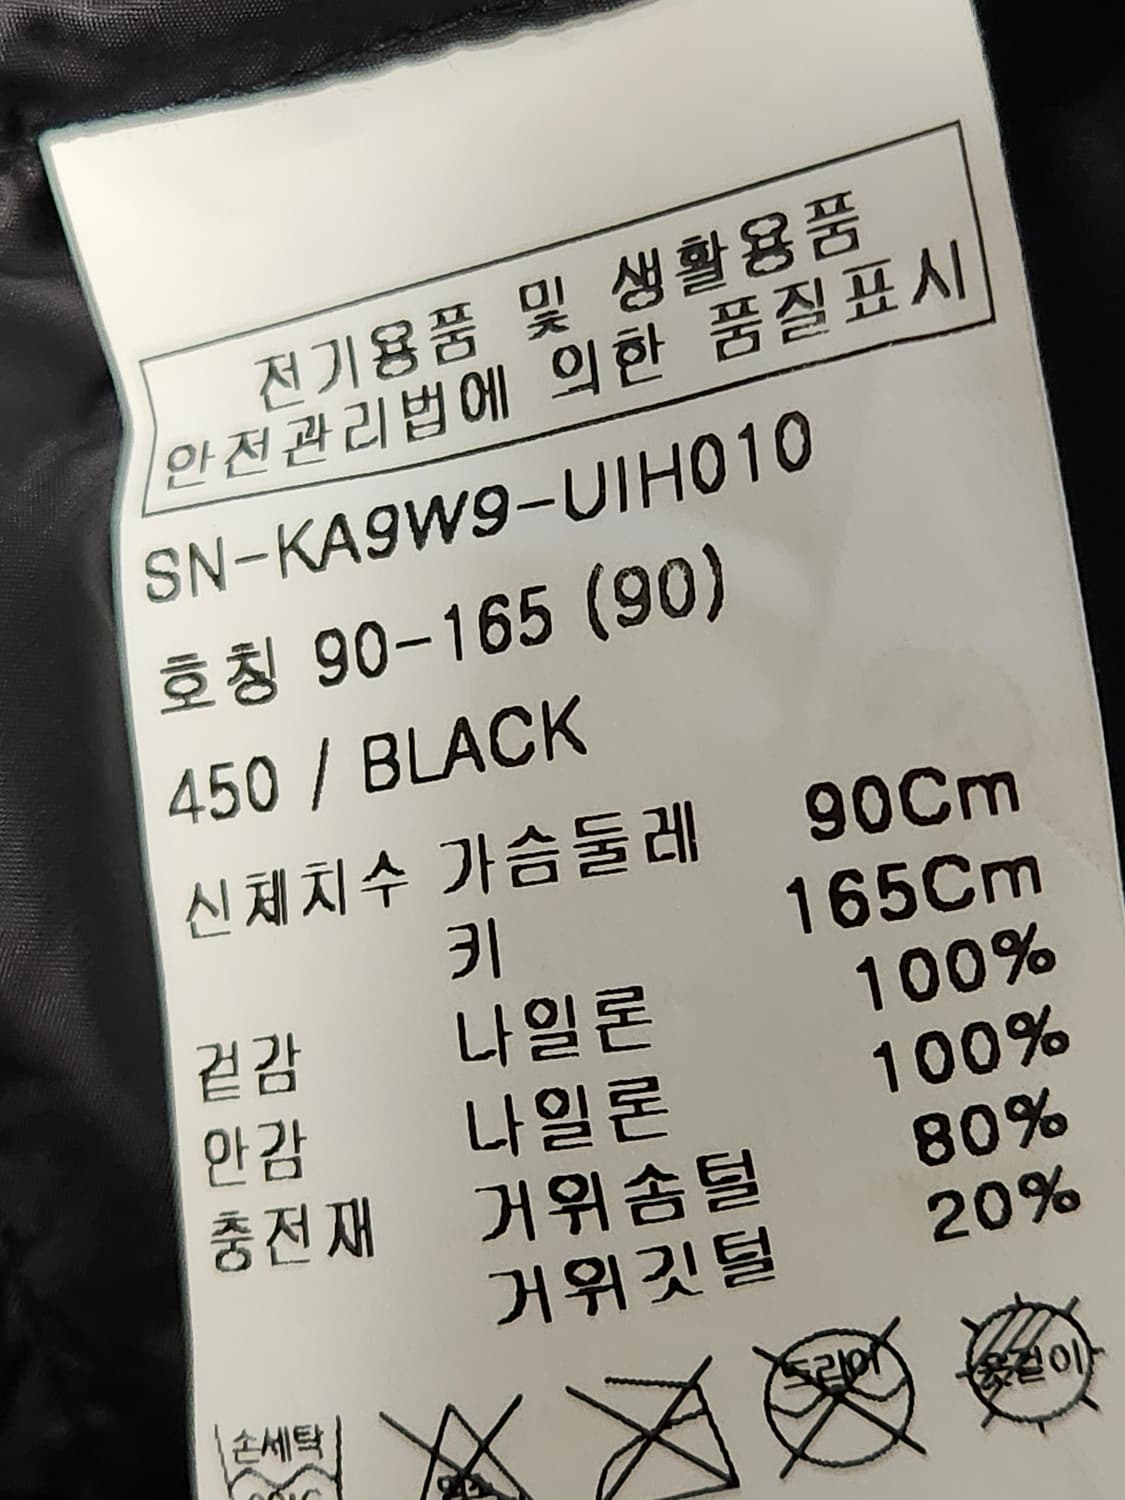 전기용품 및 생활용품
안전관리법에 의한 품질표시
SN-KA9W9-UIH010
호칭 90-165 (90)
450 / BLACK
신체치수 가슴둘레 90Cm
키 165Cm
겉감 나일론 100%
안감 나일론 100%
충전재 거위솜털 80%
거위깃털 20%
드라이 옷걸이
손세탁